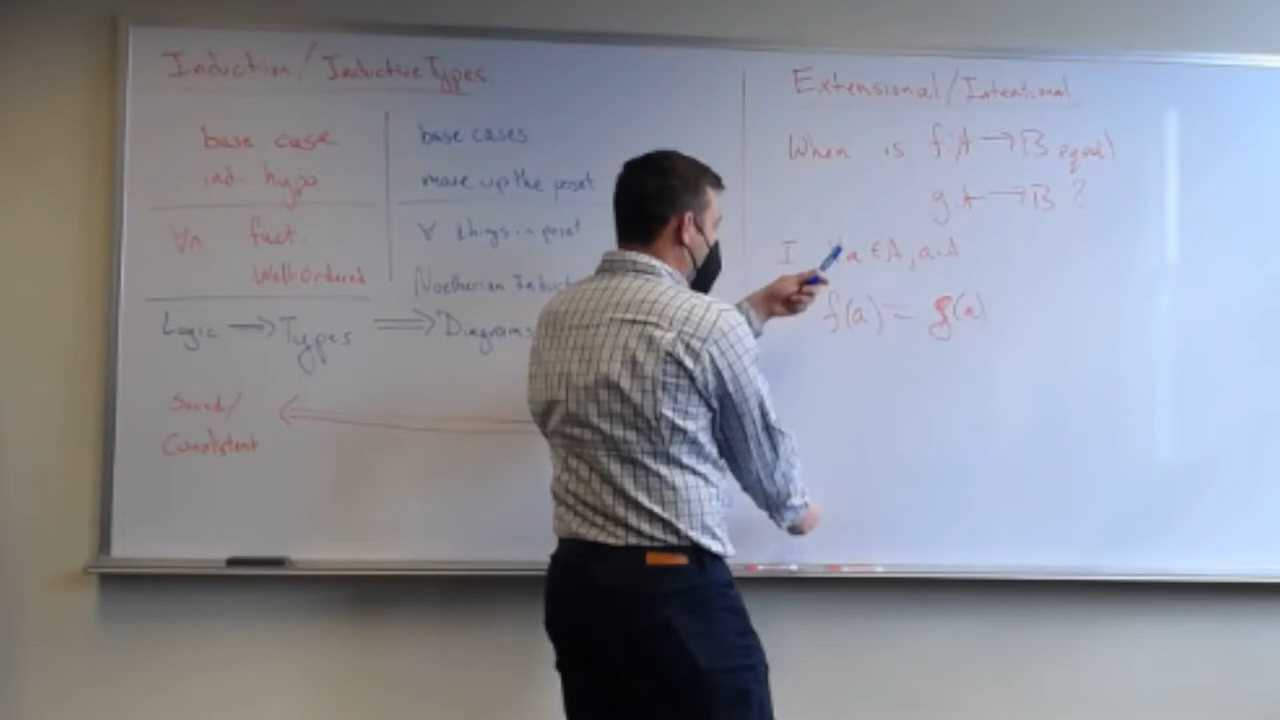 Induction/Inductive Types
base case
ind. hypo
∀n fact.
Well-Ordered
base cases
move up the poset
∀ things in poset
Noetherian Induct
Logic → Types ⟹ Diagrams
Sound/
Consistent
Extensional/Intentional
When is f: A → B equal
g: A → B ?
I a ∈ A, a:A
f(a) = g(a)